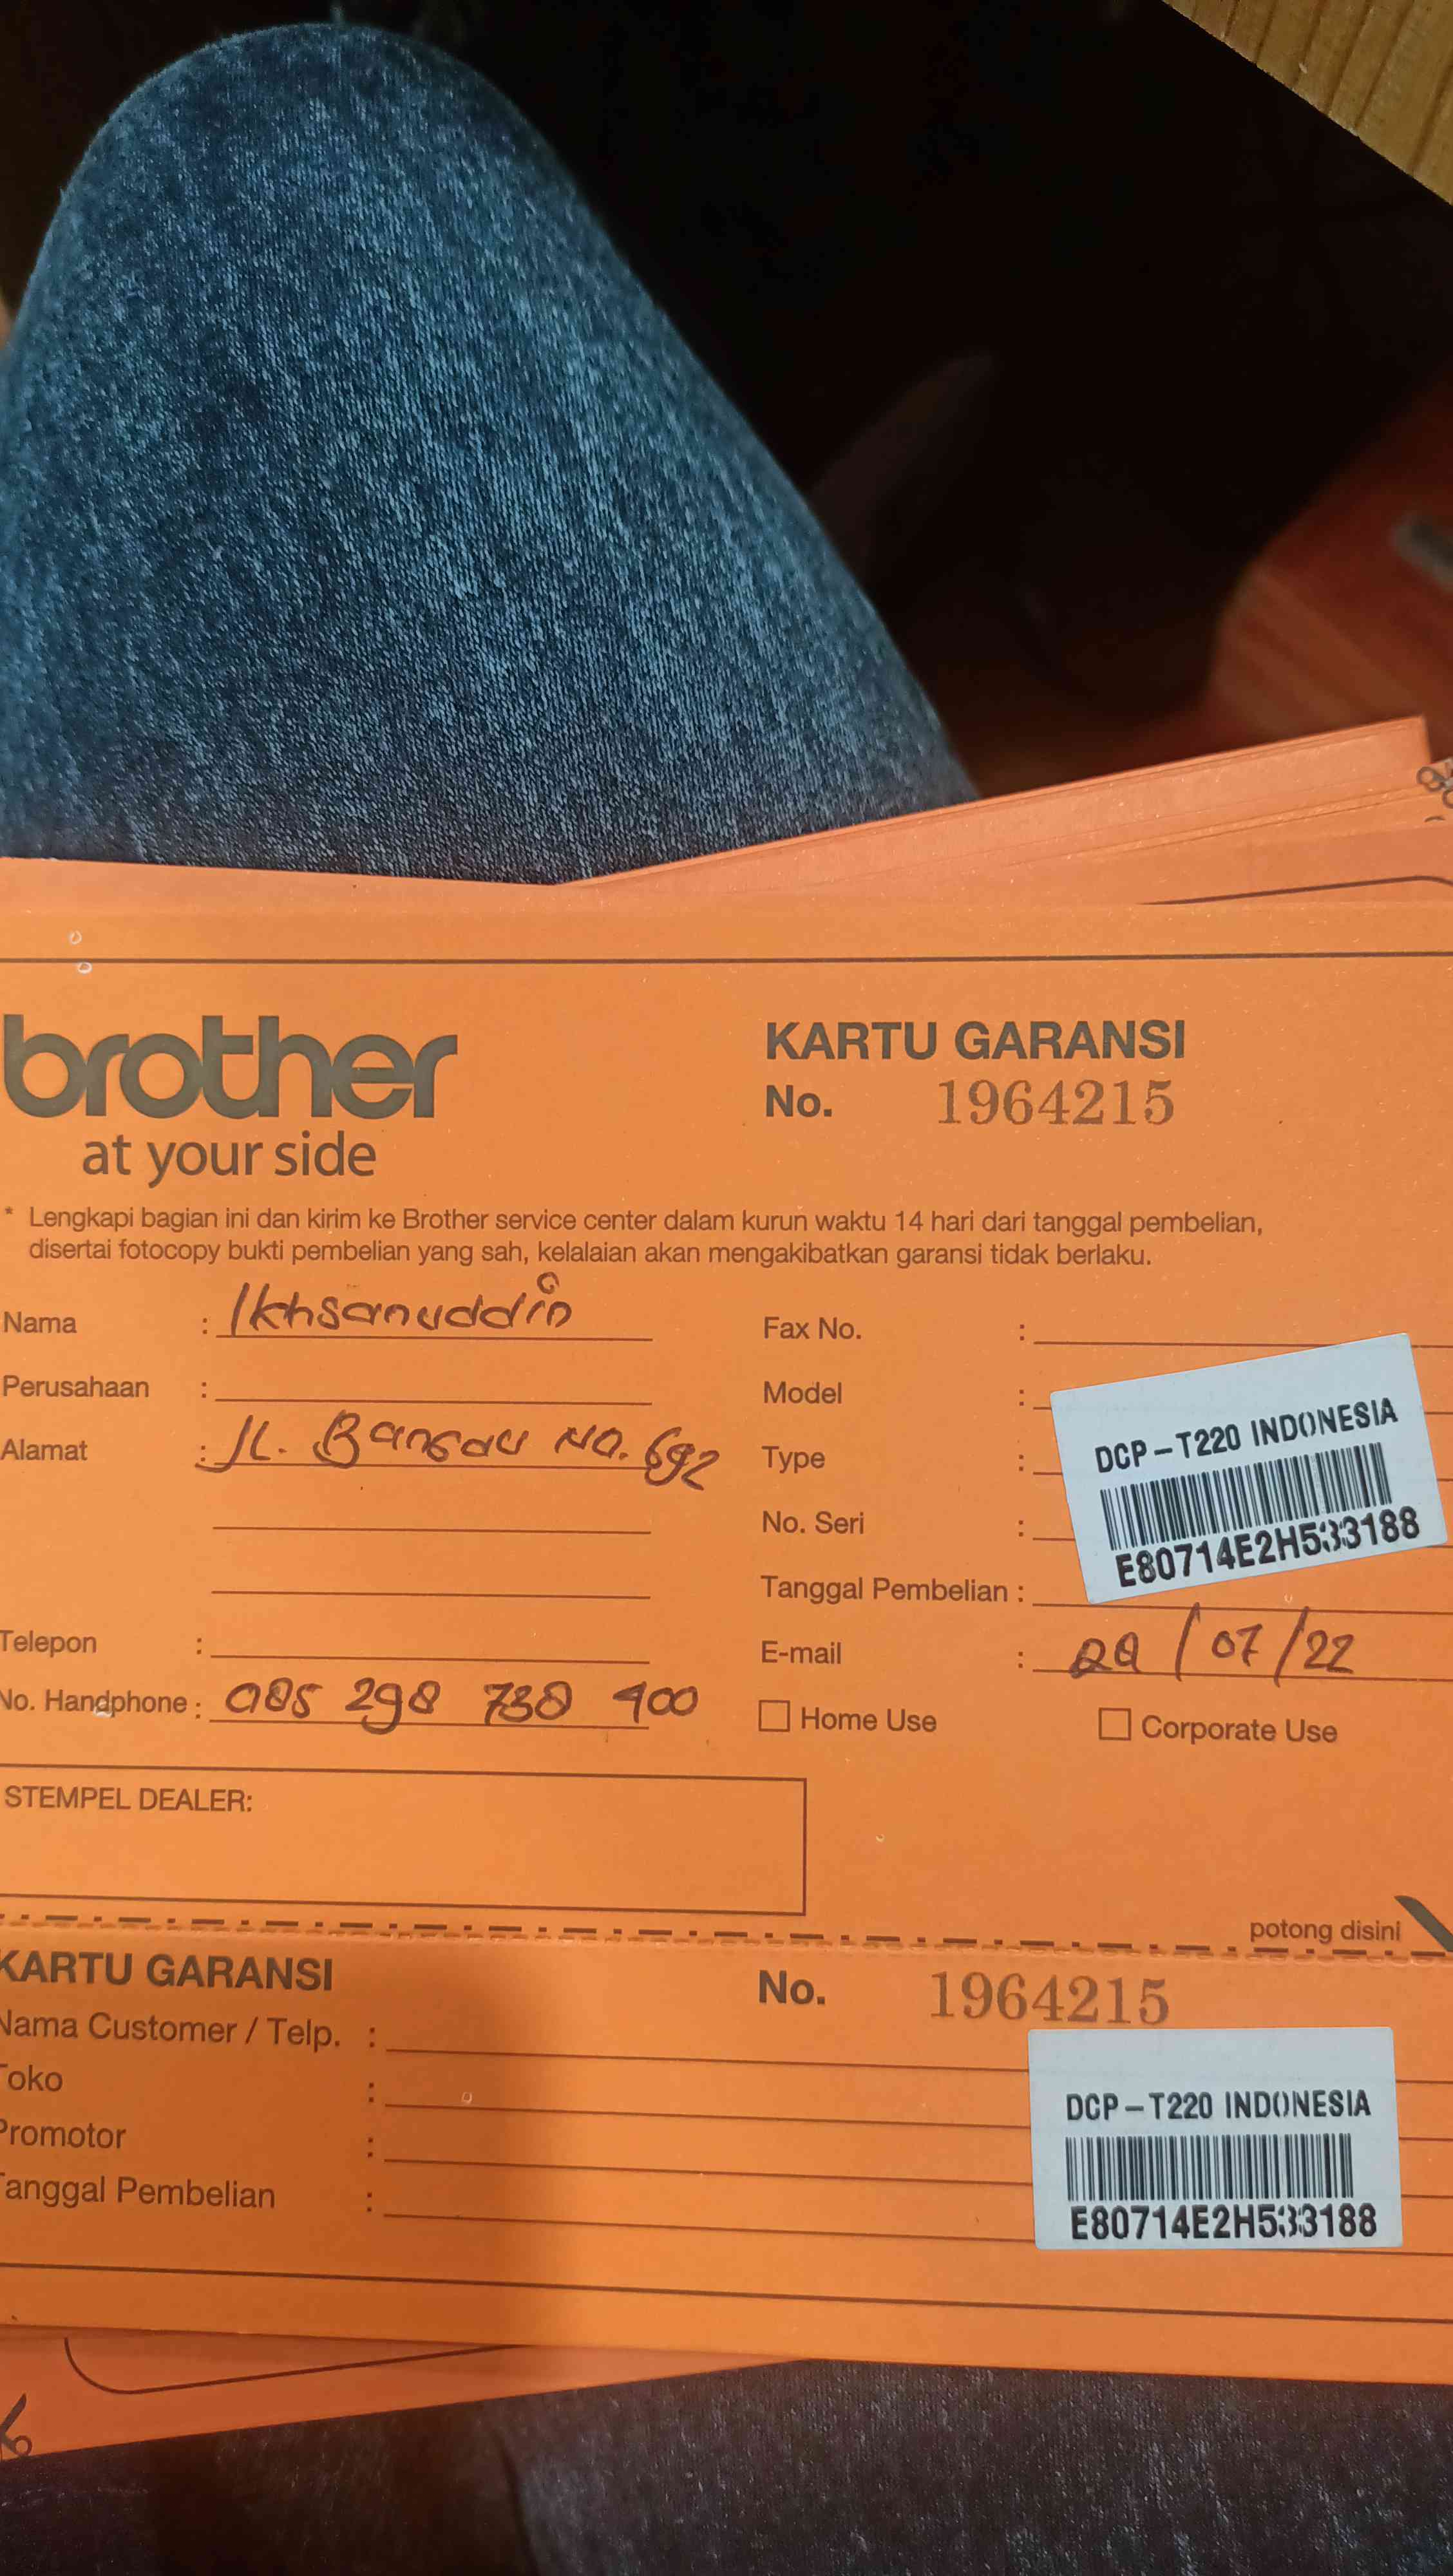 brother
at your side
KARTU GARANSI
No. 1964215
* Lengkapi bagian ini dan kirim ke Brother service center dalam kurun waktu 14 hari dari tanggal pembelian,
disertai fotocopy bukti pembelian yang sah, kelalaian akan mengakibatkan garansi tidak berlaku.
Nama : Ikhsanuddin
Perusahaan :
Alamat : JL. Bangau NO. 692
Telepon :
No. Handphone : 085 298 738 400
Fax No. :
Model :
Type :
No. Seri :
DCP-T220 INDONESIA
E80714E2H533188
Tanggal Pembelian :
E-mail : 22 / 07 / 22
Home Use
Corporate Use
STEMPEL DEALER:
potong disini
KARTU GARANSI
No. 1964215
Nama Customer / Telp. :
Toko :
Promotor :
Tanggal Pembelian :
DCP-T220 INDONESIA
E80714E2H533188